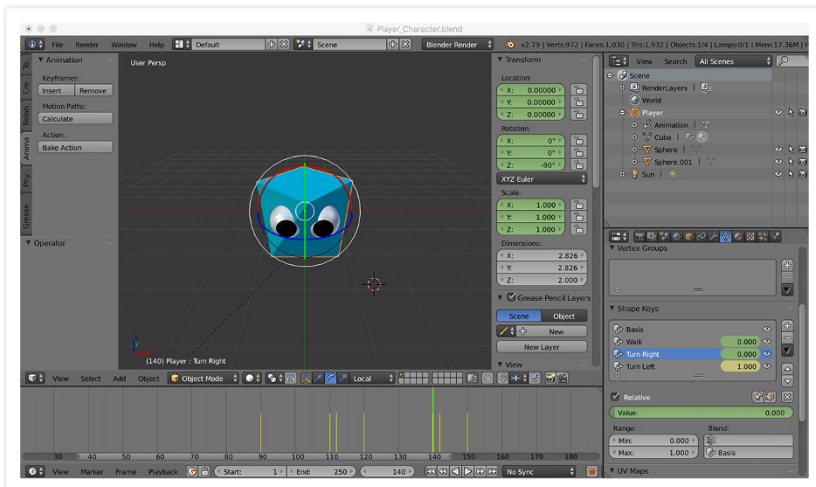 Player_Character.blend
File Render Window Help Default Scene Blender Render v2.79 | Verts:972 | Faces:1,030 | Tris:1,932 | Objects:1/4 | Lamps:0/1 | Mem:17.36M |
Animation
Keyframes:
Insert Remove
Motion Paths:
Calculate
Action:
Bake Action
Operator
To
Cre
Relati
Anima
Phy
Grease
User Persp
(140) Player : Turn Right
Transform
Location:
X: 0.00000
Y: 0.00000
Z: 0.00000
Rotation:
X: 0°
Y: 0°
Z: -90°
XYZ Euler
Scale:
X: 1.000
Y: 1.000
Z: 1.000
Dimensions:
X: 2.826
Y: 2.826
Z: 2.000
Grease Pencil Layers
Scene Object
New
New Layer
View
View Search All Scenes
Scene
RenderLayers |
World
Player
Animation |
Cube |
Sphere |
Sphere.001 |
Sun |
Vertex Groups
Shape Keys
Basis
Walk 0.000
Turn Right 0.000
Turn Left 1.000
Relative
Value: 0.000
Range: Blend:
Min: 0.000
Max: 1.000 Basis
UV Maps
View Select Add Object Object Mode Local
30 40 50 60 70 80 90 100 110 120 130 140 150 160 170 180
View Marker Frame Playback Start: 1 End: 250 140 No Sync